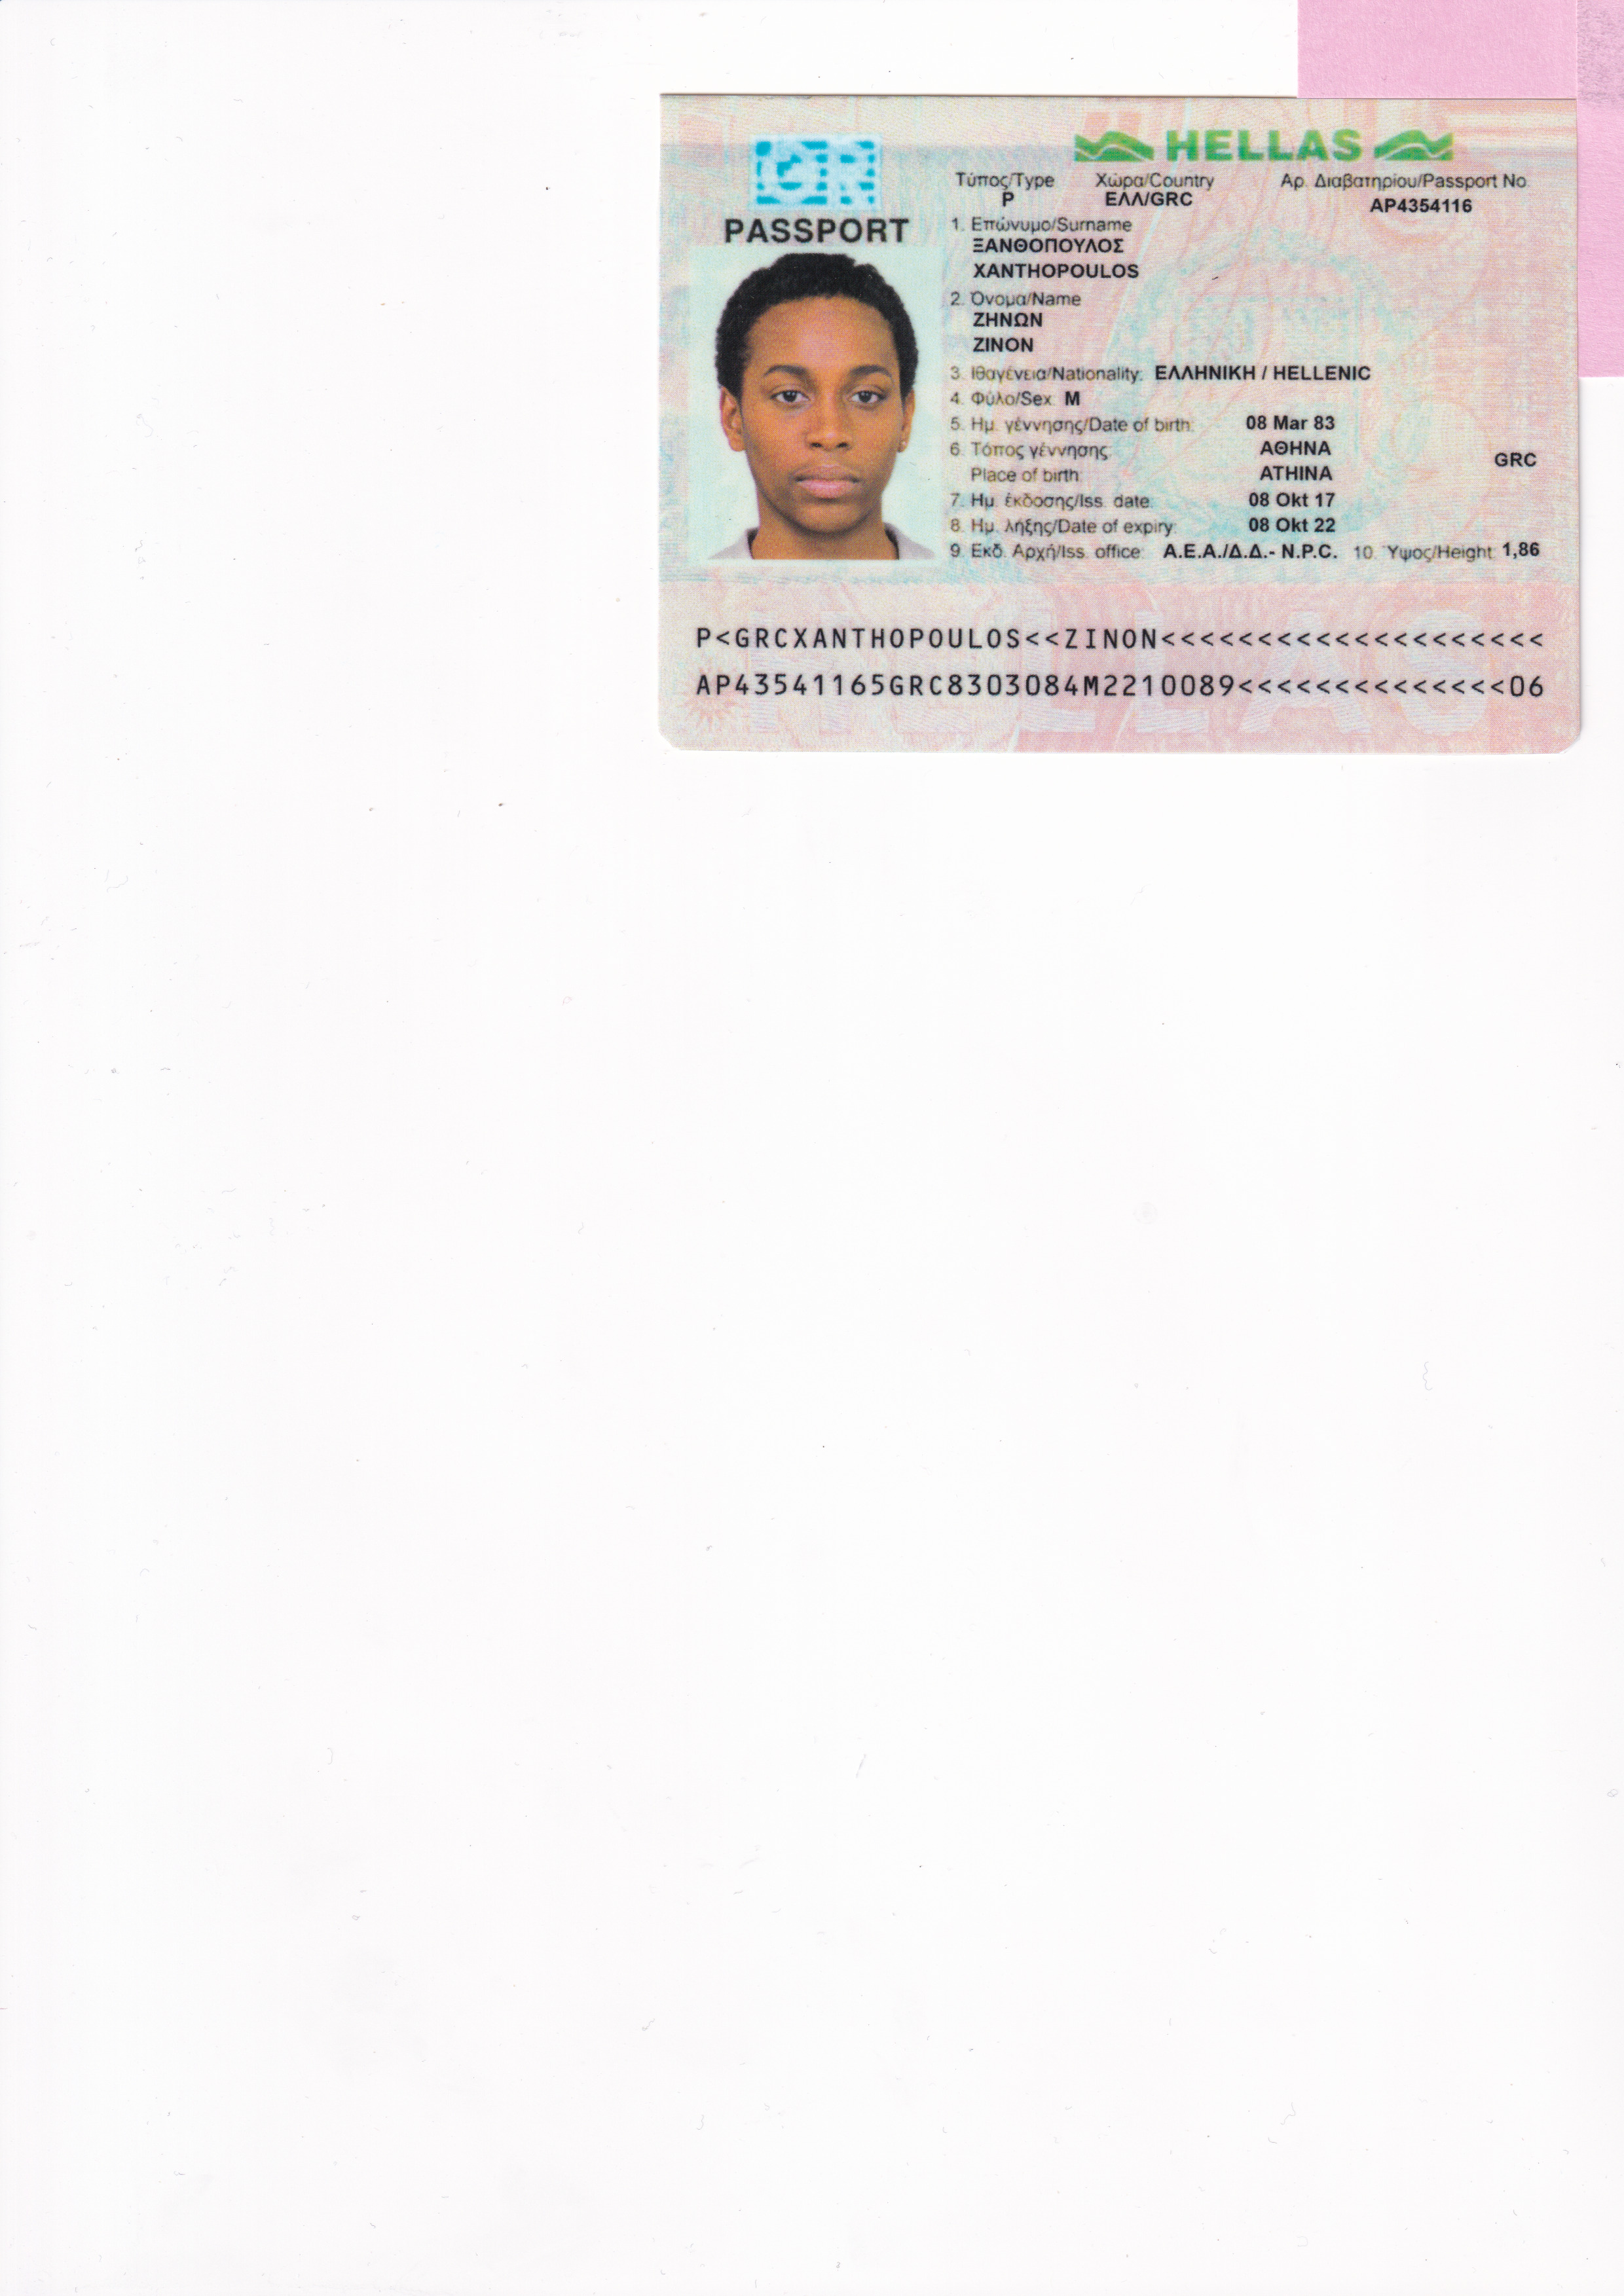 GR
HELLAS
PASSPORT
Τύπος/Type Χώρα/Country Αρ. Διαβατηρίου/Passport No.
P ΕΛΛ/GRC AP4354116
1. Επώνυμο/Surname
ΞΑΝΘΟΠΟΥΛΟΣ
XANTHOPOULOS
2. Όνομα/Name
ΖΗΝΩΝ
ZINON
3. Ιθαγένεια/Nationality: ΕΛΛΗΝΙΚΗ / HELLENIC
4. Φύλο/Sex: M
5. Ημ. γέννησης/Date of birth: 08 Mar 83
6. Τόπος γέννησης: ΑΘΗΝΑ
Place of birth: ATHINA GRC
7. Ημ. έκδοσης/Iss. date: 08 Okt 17
8. Ημ. λήξης/Date of expiry: 08 Okt 22
9. Εκδ. Αρχή/Iss. office: Α.Ε.Α./Δ.Δ.- N.P.C. 10. Ύψος/Height: 1,86
P<GRCXANTHOPOULOS<<ZINON<<<<<<<<<<<<<<<<<<<<
AP43541165GRC8303084M2210089<<<<<<<<<<<<<<06
HELLAS